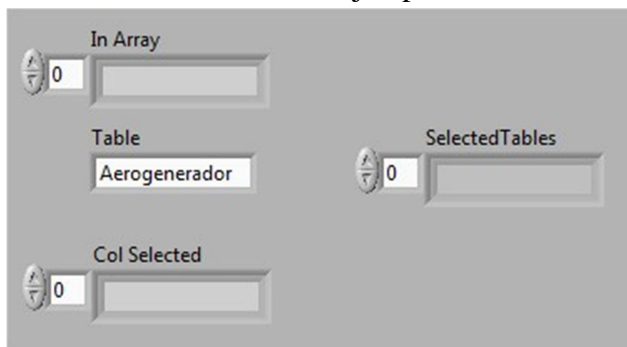 In Array
0
Table
SelectedTables
Aerogenerador
0
Col Selected
0